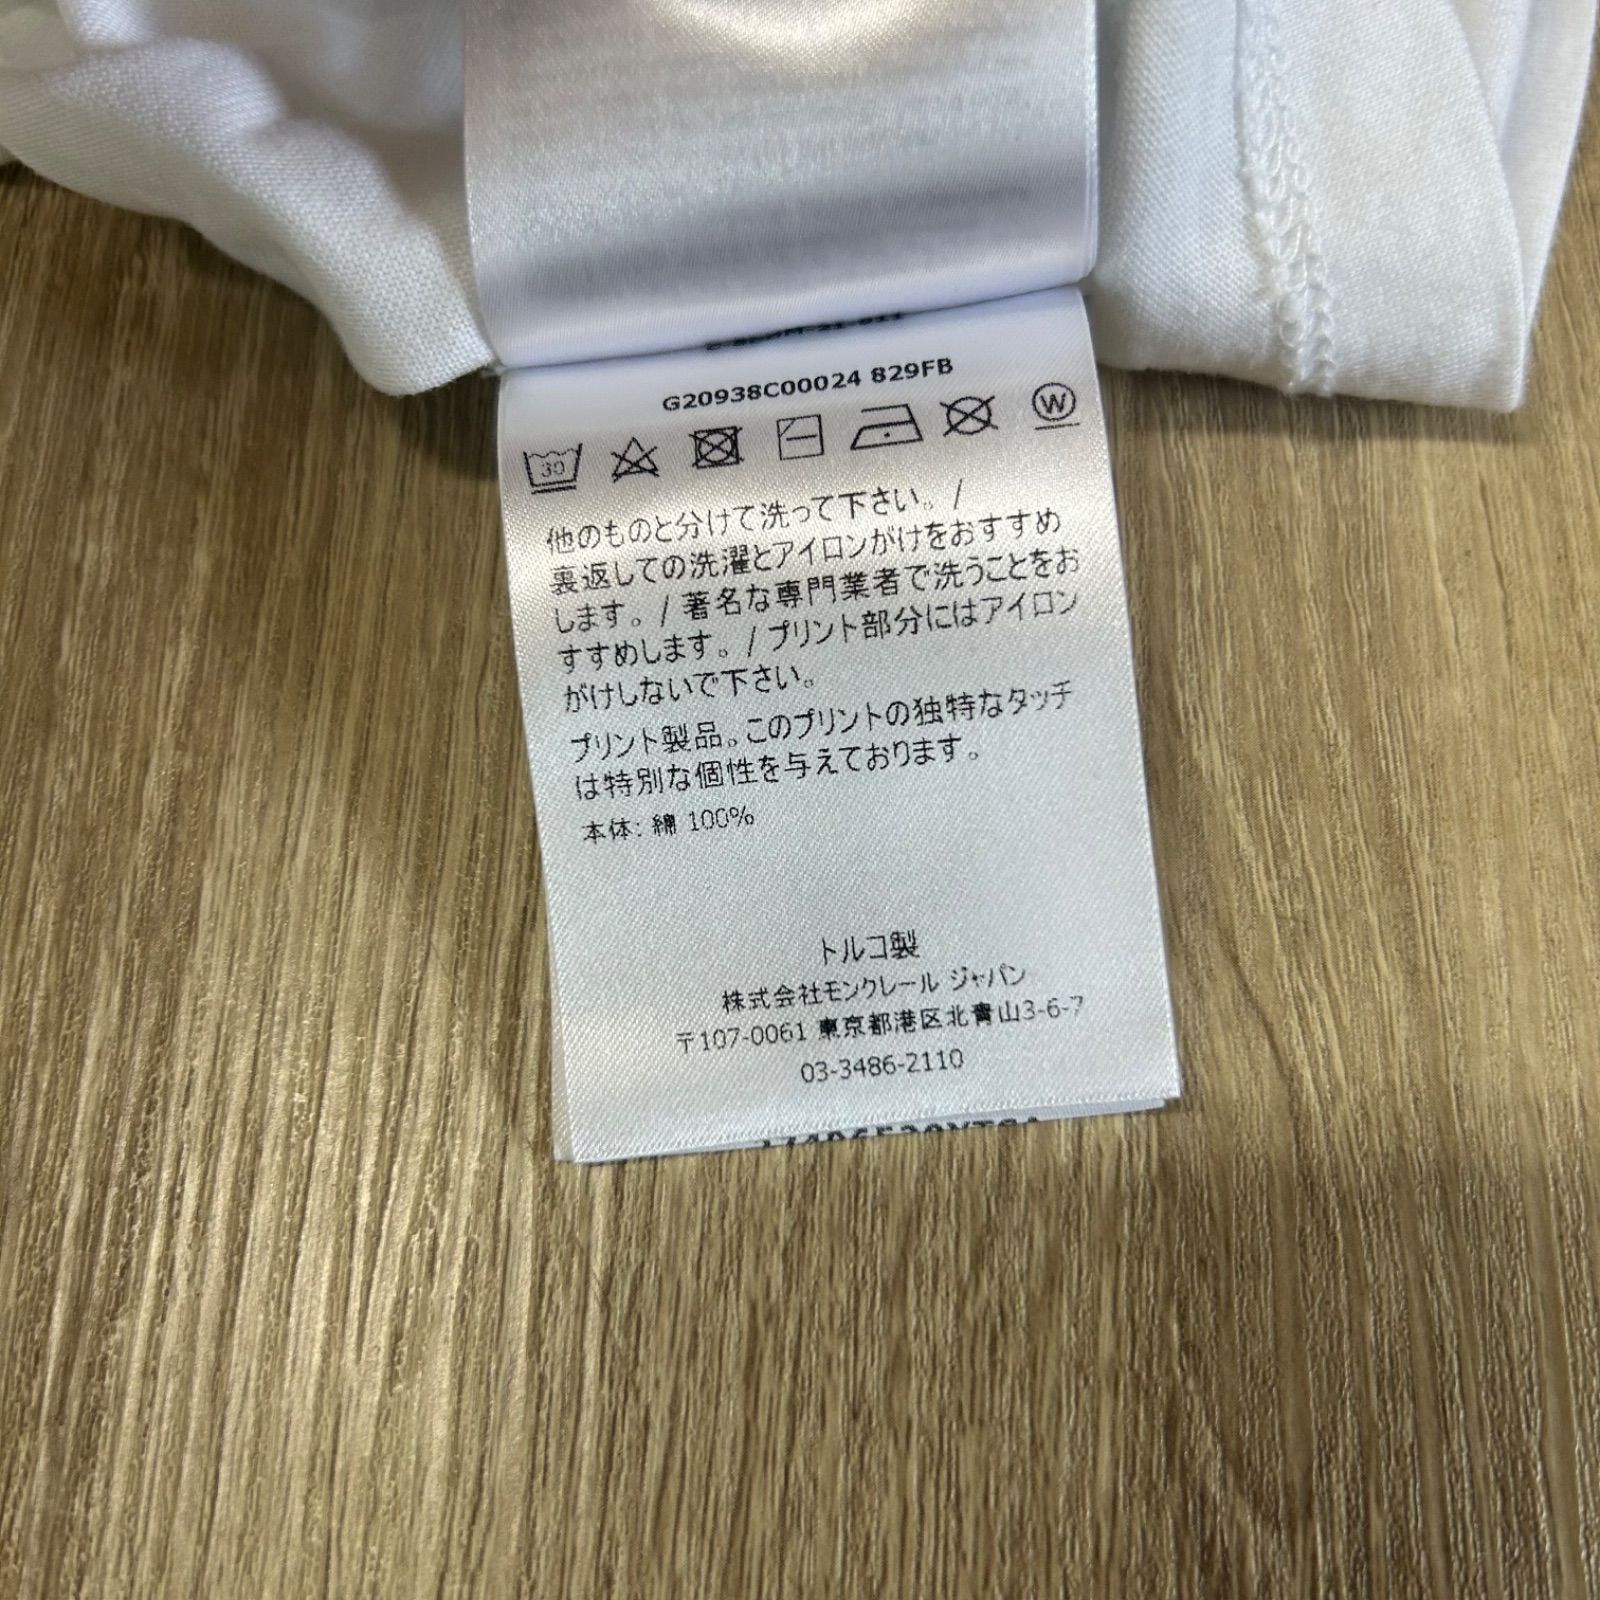 G20938C00024 829FB
30
W
他のものと分けて洗って下さい。/
裏返しての洗濯とアイロンがけをおすすめ
します。/ 著名な専門業者で洗うことをお
すすめします。/ プリント部分にはアイロン
がけしないで下さい。
プリント製品。このプリントの独特なタッチ
は特別な個性を与えております。
本体: 綿 100%
トルコ製
株式会社モンクレール ジャパン
〒107-0061 東京都港区北青山3-6-7
03-3486-2110